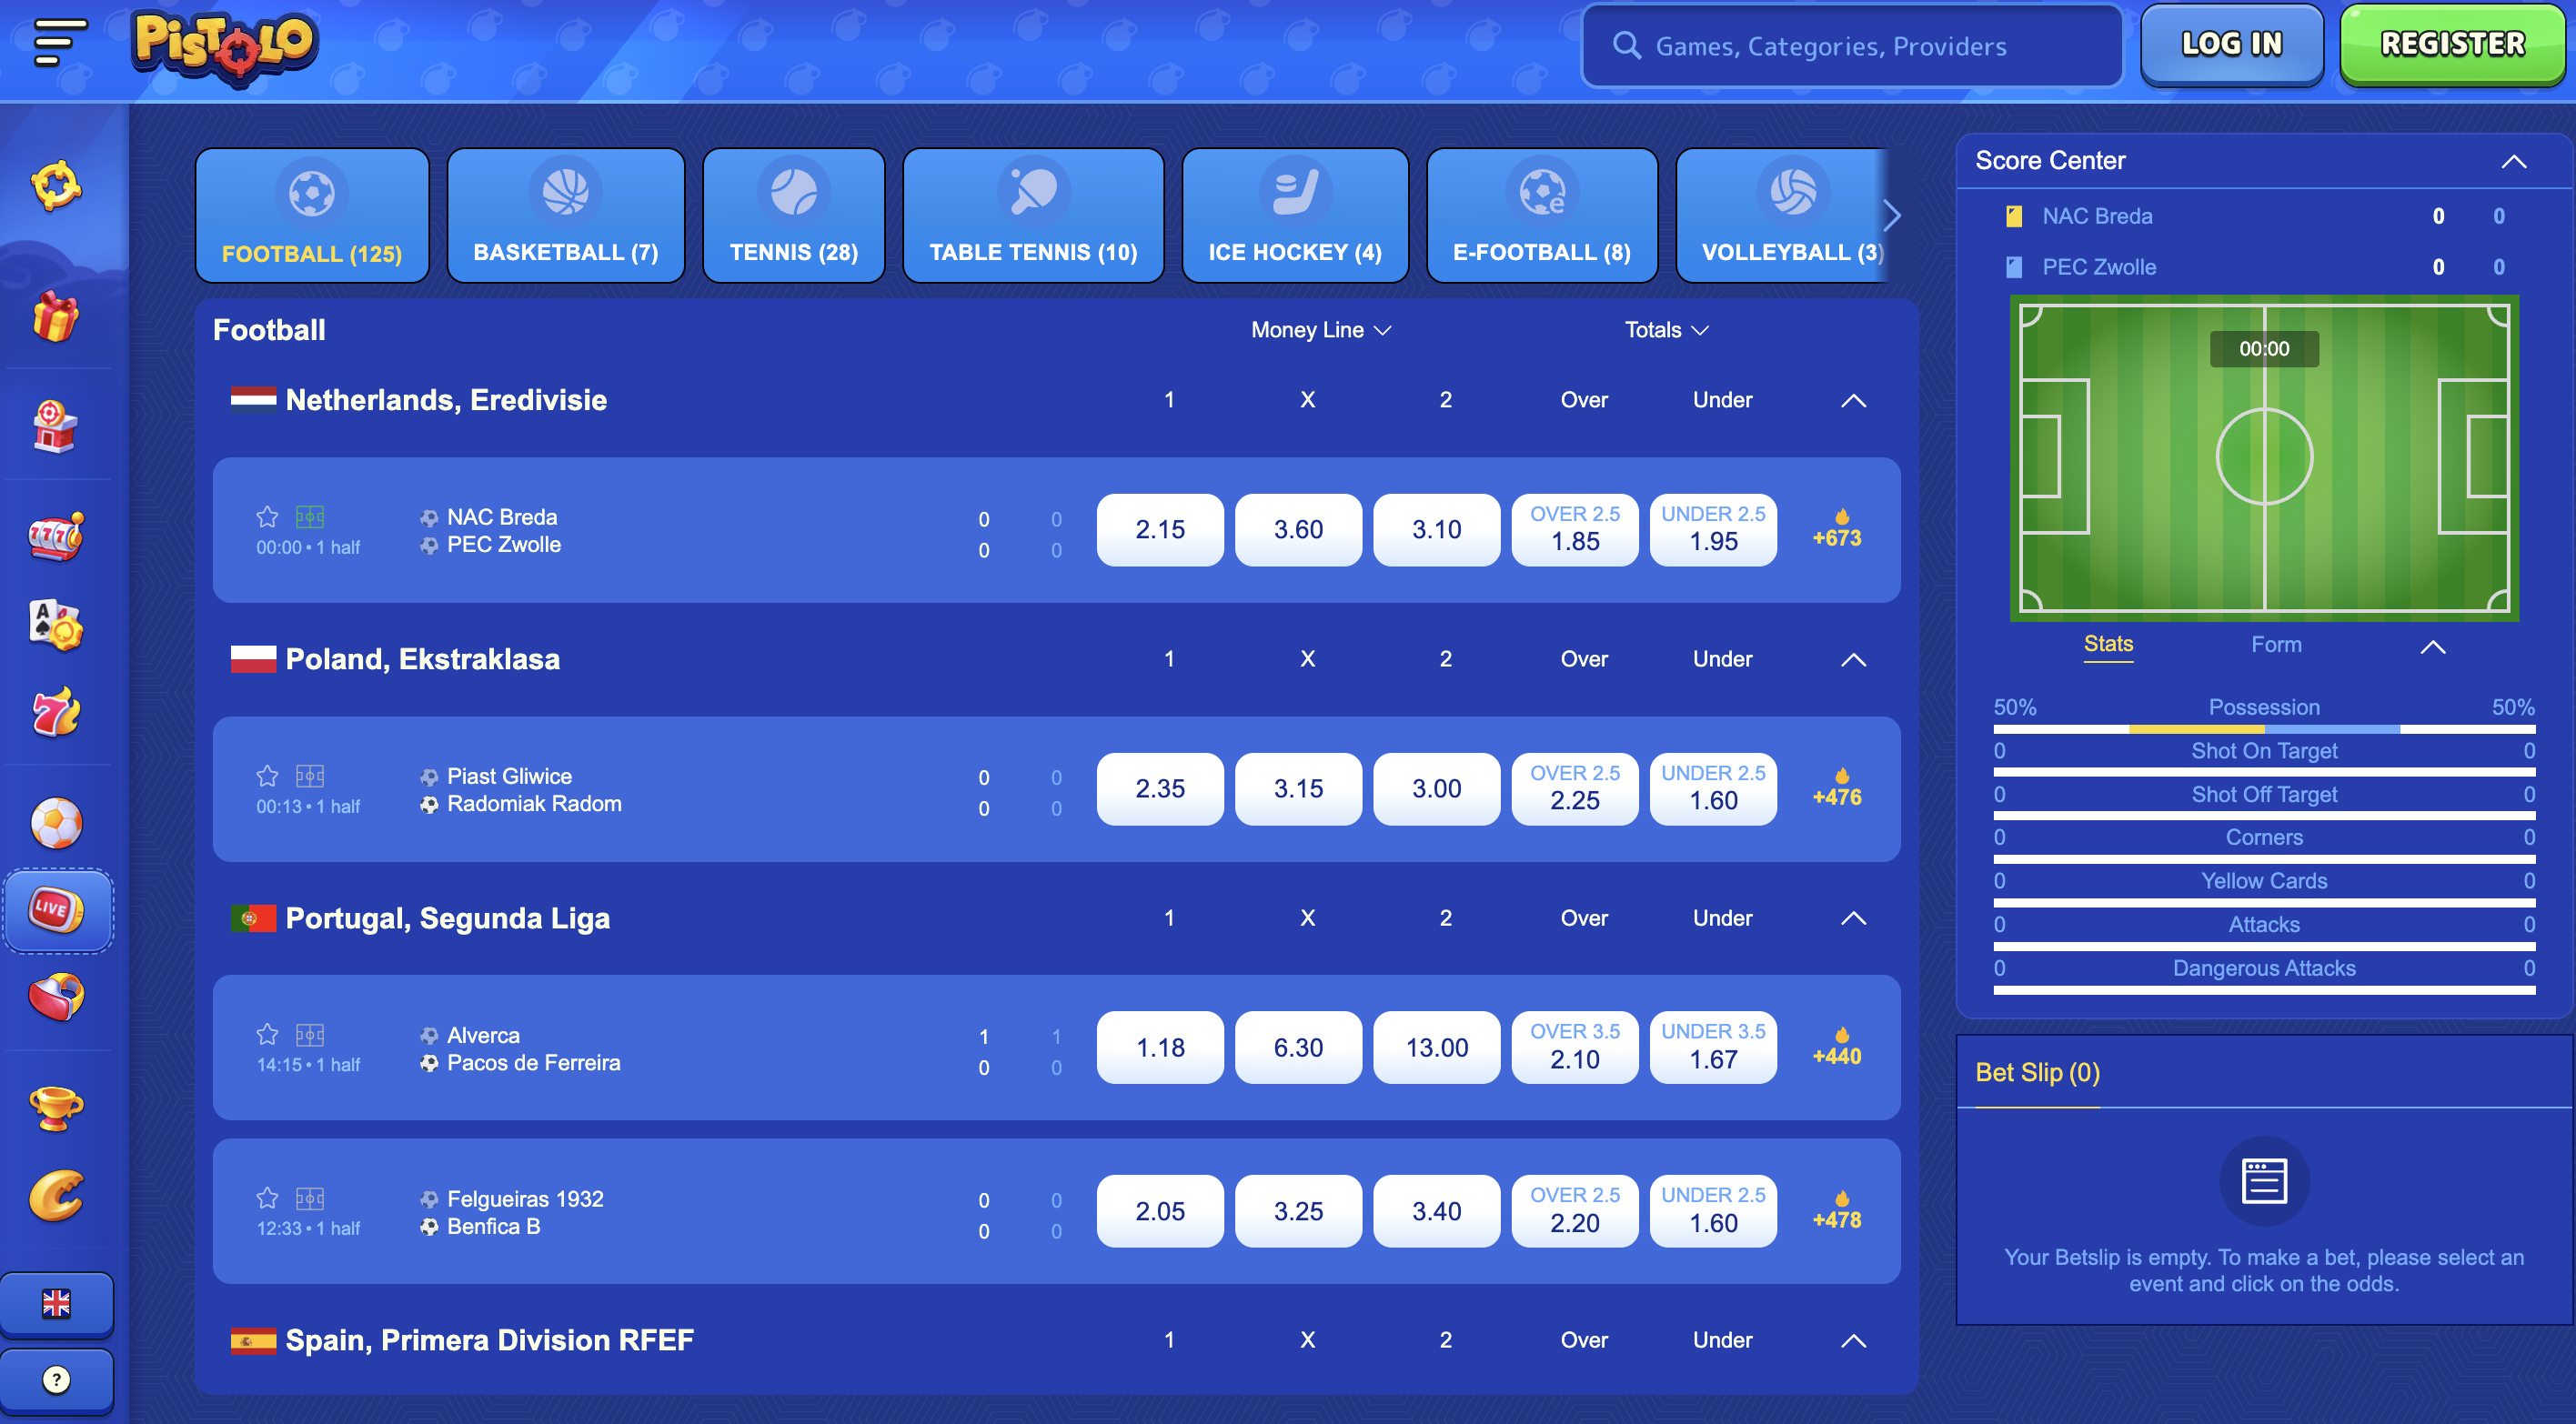 PISTOLO
Games, Categories, Providers
LOG IN
REGISTER
FOOTBALL (125)
BASKETBALL (7)
TENNIS (28)
TABLE TENNIS (10)
ICE HOCKEY (4)
E-FOOTBALL (8)
VOLLEYBALL (3)
Football
Money Line
Totals
Netherlands, Eredivisie
1 X 2 Over Under
00:00 • 1 half
NAC Breda
PEC Zwolle
0 0
0 0
2.15
3.60
3.10
OVER 2.5
1.85
UNDER 2.5
1.95
+673
Poland, Ekstraklasa
1 X 2 Over Under
00:13 • 1 half
Piast Gliwice
Radomiak Radom
0 0
0 0
2.35
3.15
3.00
OVER 2.5
2.25
UNDER 2.5
1.60
+476
Portugal, Segunda Liga
1 X 2 Over Under
14:15 • 1 half
Alverca
Pacos de Ferreira
1 1
0 0
1.18
6.30
13.00
OVER 3.5
2.10
UNDER 3.5
1.67
+440
12:33 • 1 half
Felgueiras 1932
Benfica B
0 0
0 0
2.05
3.25
3.40
OVER 2.5
2.20
UNDER 2.5
1.60
+478
Spain, Primera Division RFEF
1 X 2 Over Under
Score Center
NAC Breda 0 0
PEC Zwolle 0 0
00:00
Stats
Form
50% Possession 50%
0 Shot On Target 0
0 Shot Off Target 0
0 Corners 0
0 Yellow Cards 0
0 Attacks 0
0 Dangerous Attacks 0
Bet Slip (0)
Your Betslip is empty. To make a bet, please select an
event and click on the odds.
777
A
7
LIVE
?